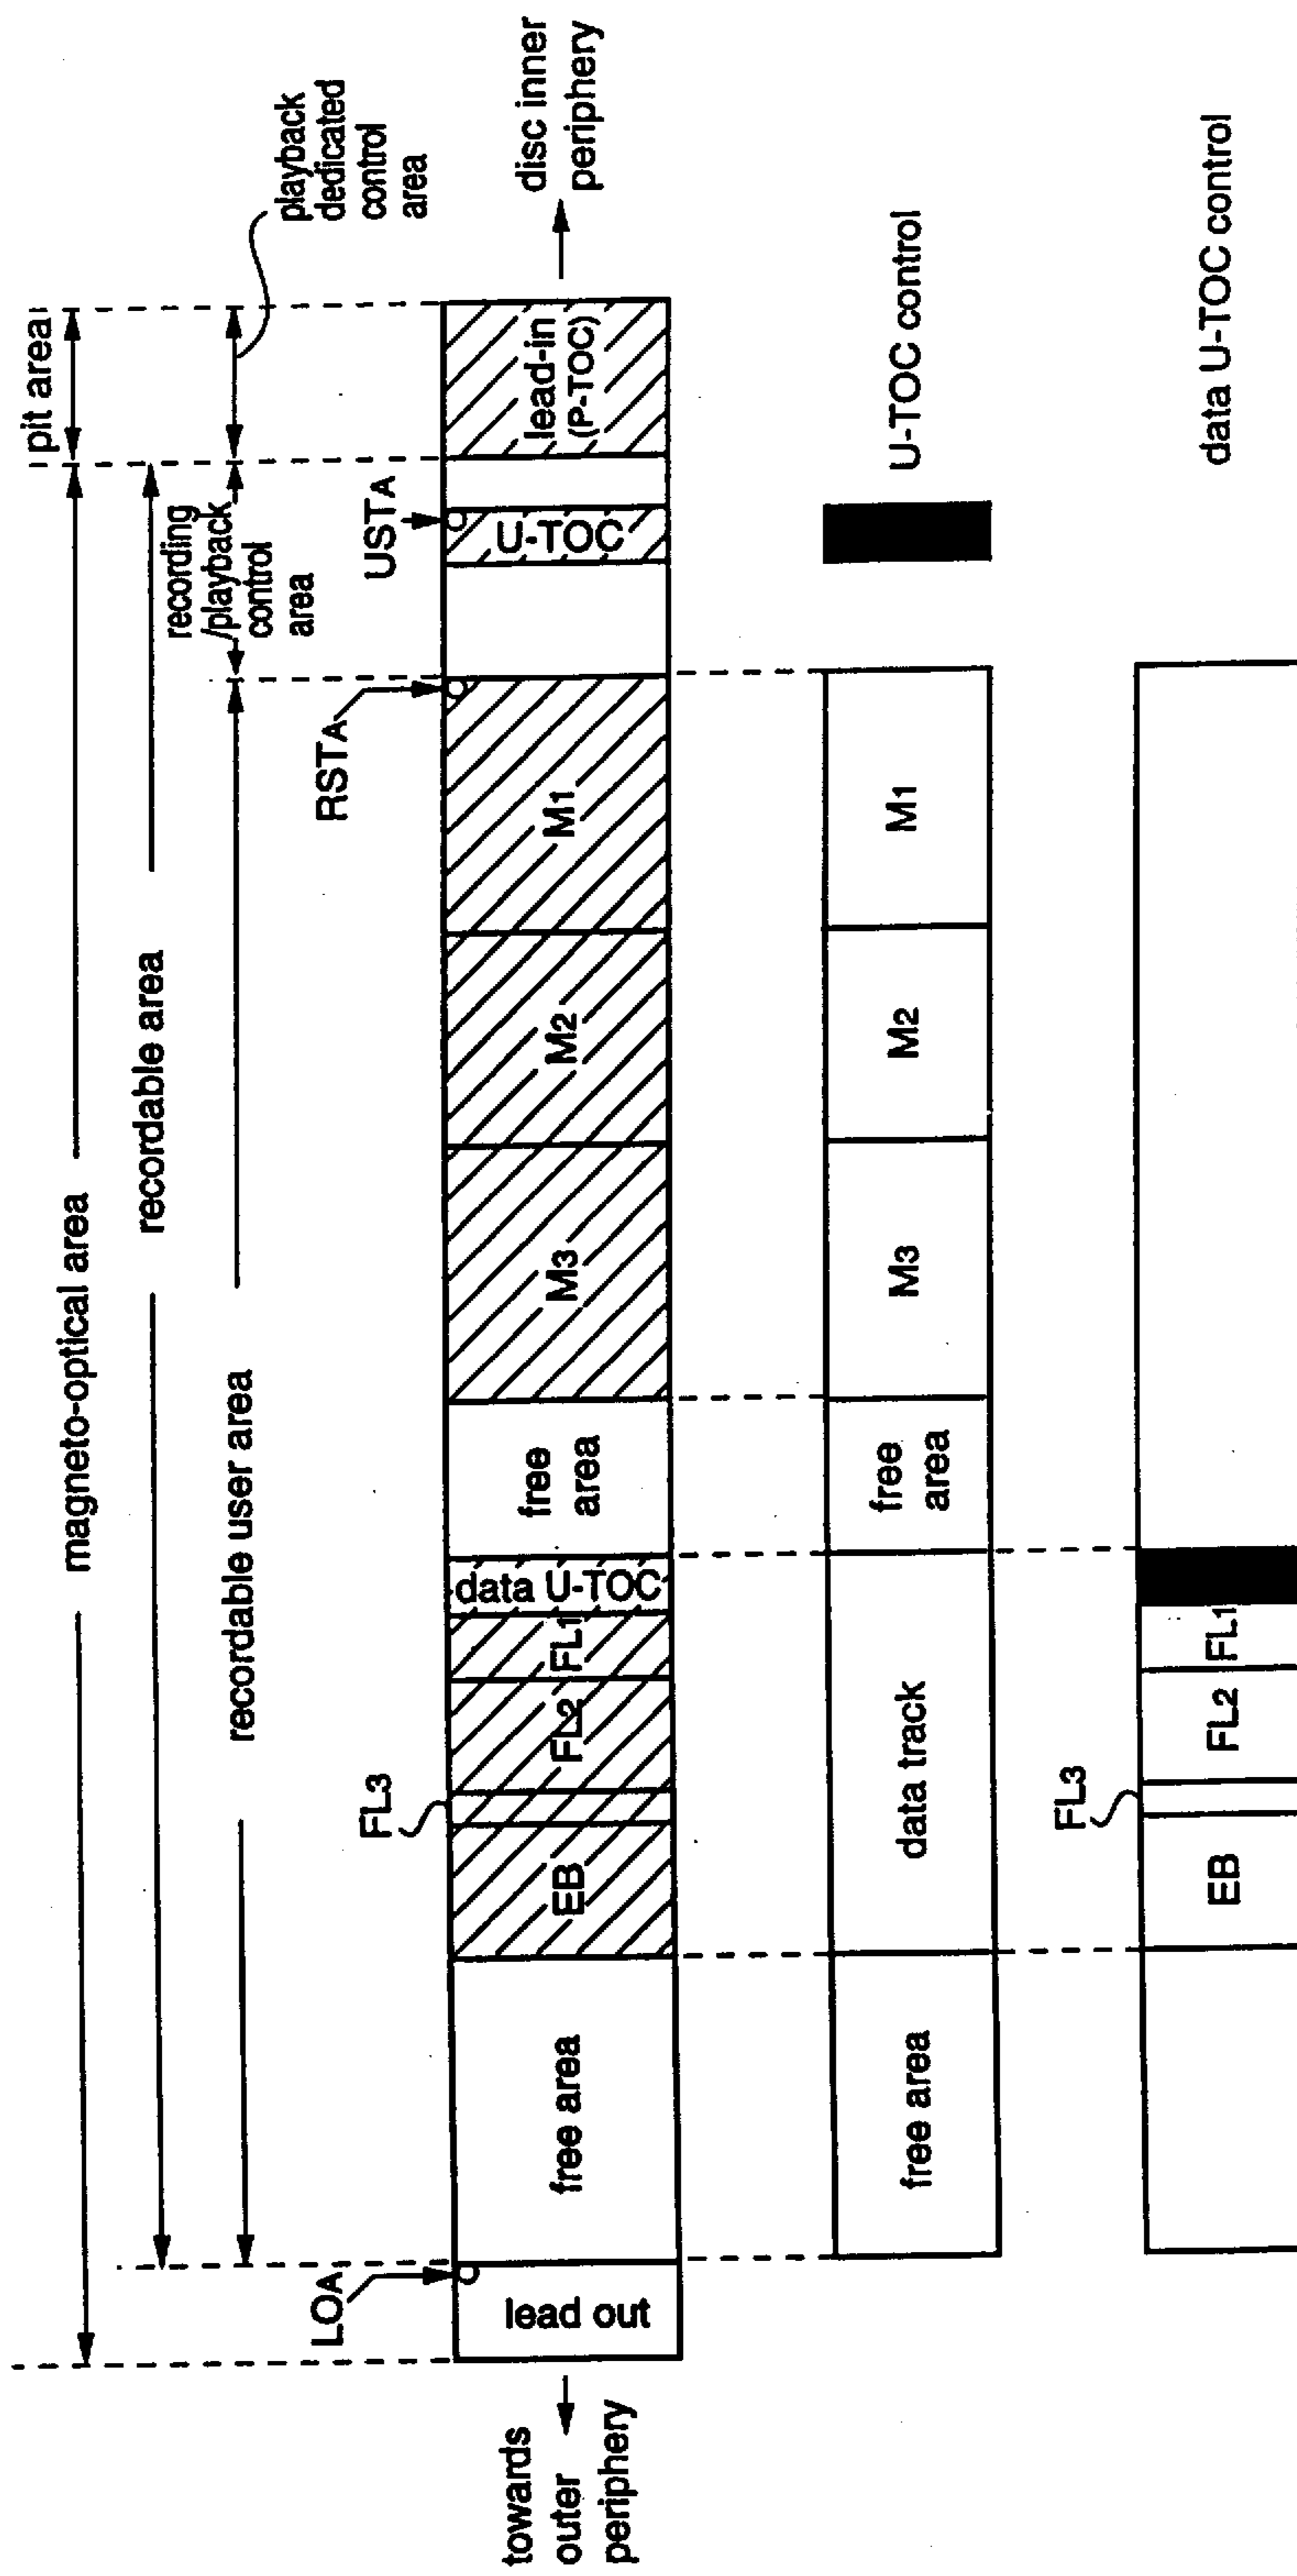 magneto-optical area
pit area
recordable area
recordable user area
recording
/playback
control
area
playback
dedicated
control
area
LOA
FL3
RSTA
USTA
towards
outer
periphery
lead out
free area
EB
FL2
FL1
data U-TOC
free
area
M3
M2
M1
U-TOC
lead-in
(P-TOC)
disc inner
periphery
free area
data track
free
area
M3
M2
M1
U-TOC control
FL3
EB
FL2
FL1
data U-TOC control